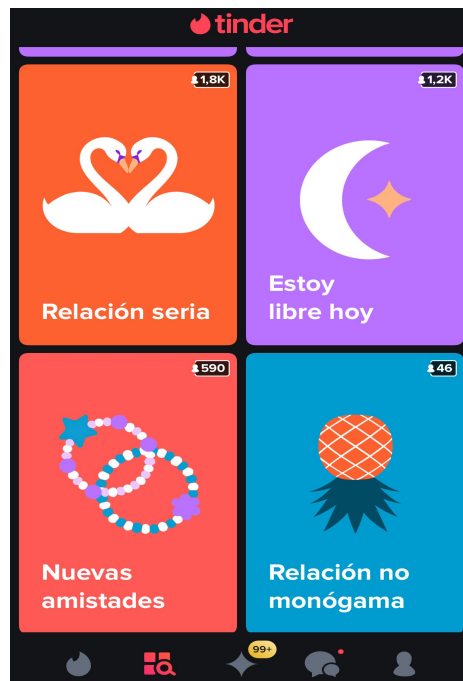 tinder
1,8K
1,2K
Relación seria
Estoy
libre hoy
590
46
Nuevas
amistades
Relación no
monógama
99+